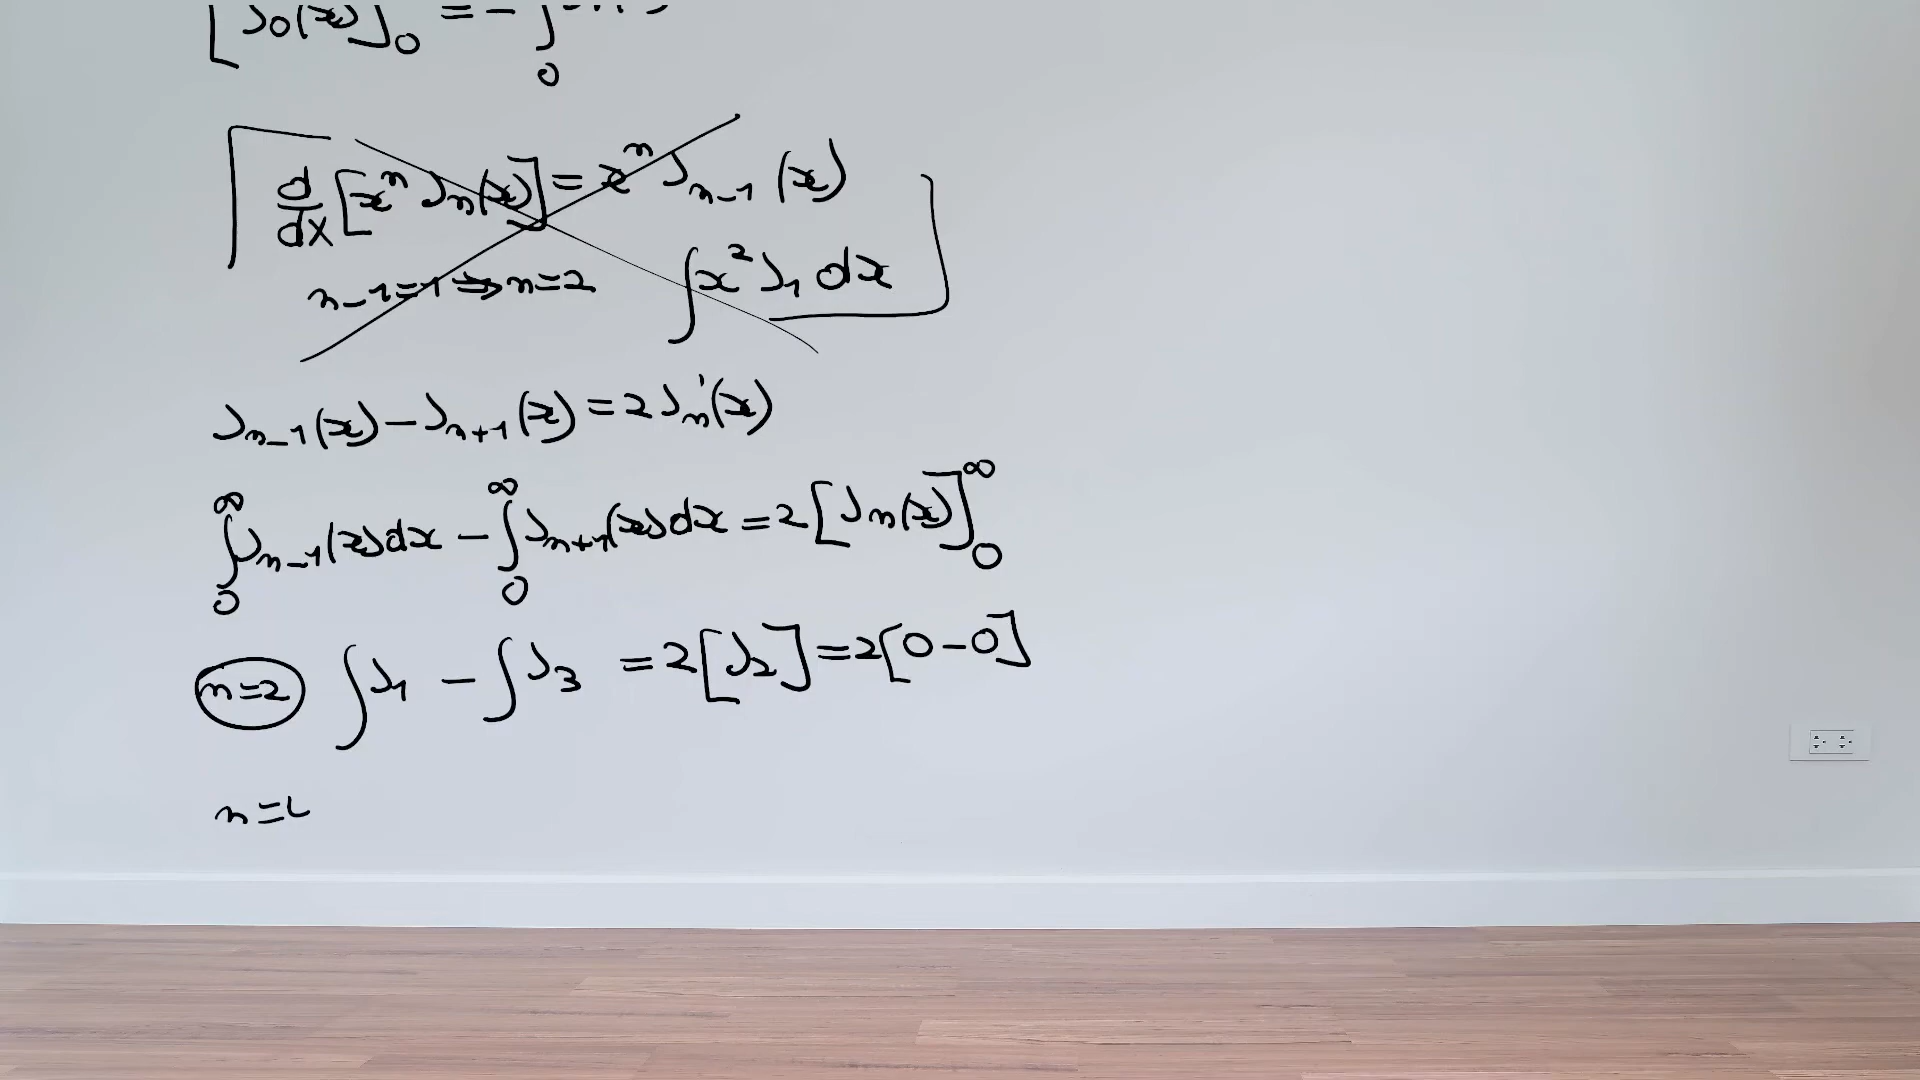 [J₀(x)]₀ = - ∫₀
d/dx [xⁿ Jₙ(x)] = xⁿ Jₙ₋₁ (x)
n-1=1 ⇒ n=2 ∫x² J₁ dx
Jₙ₋₁(x) - Jₙ₊₁(x) = 2 Jₙ'(x)
∫₀^∞ Jₙ₋₁(x)dx - ∫₀^∞ Jₙ₊₁(x)dx = 2 [Jₙ(x)]₀^∞
n=2 ∫J₁ - ∫J₃ = 2[J₂] = 2[0-0]
n=